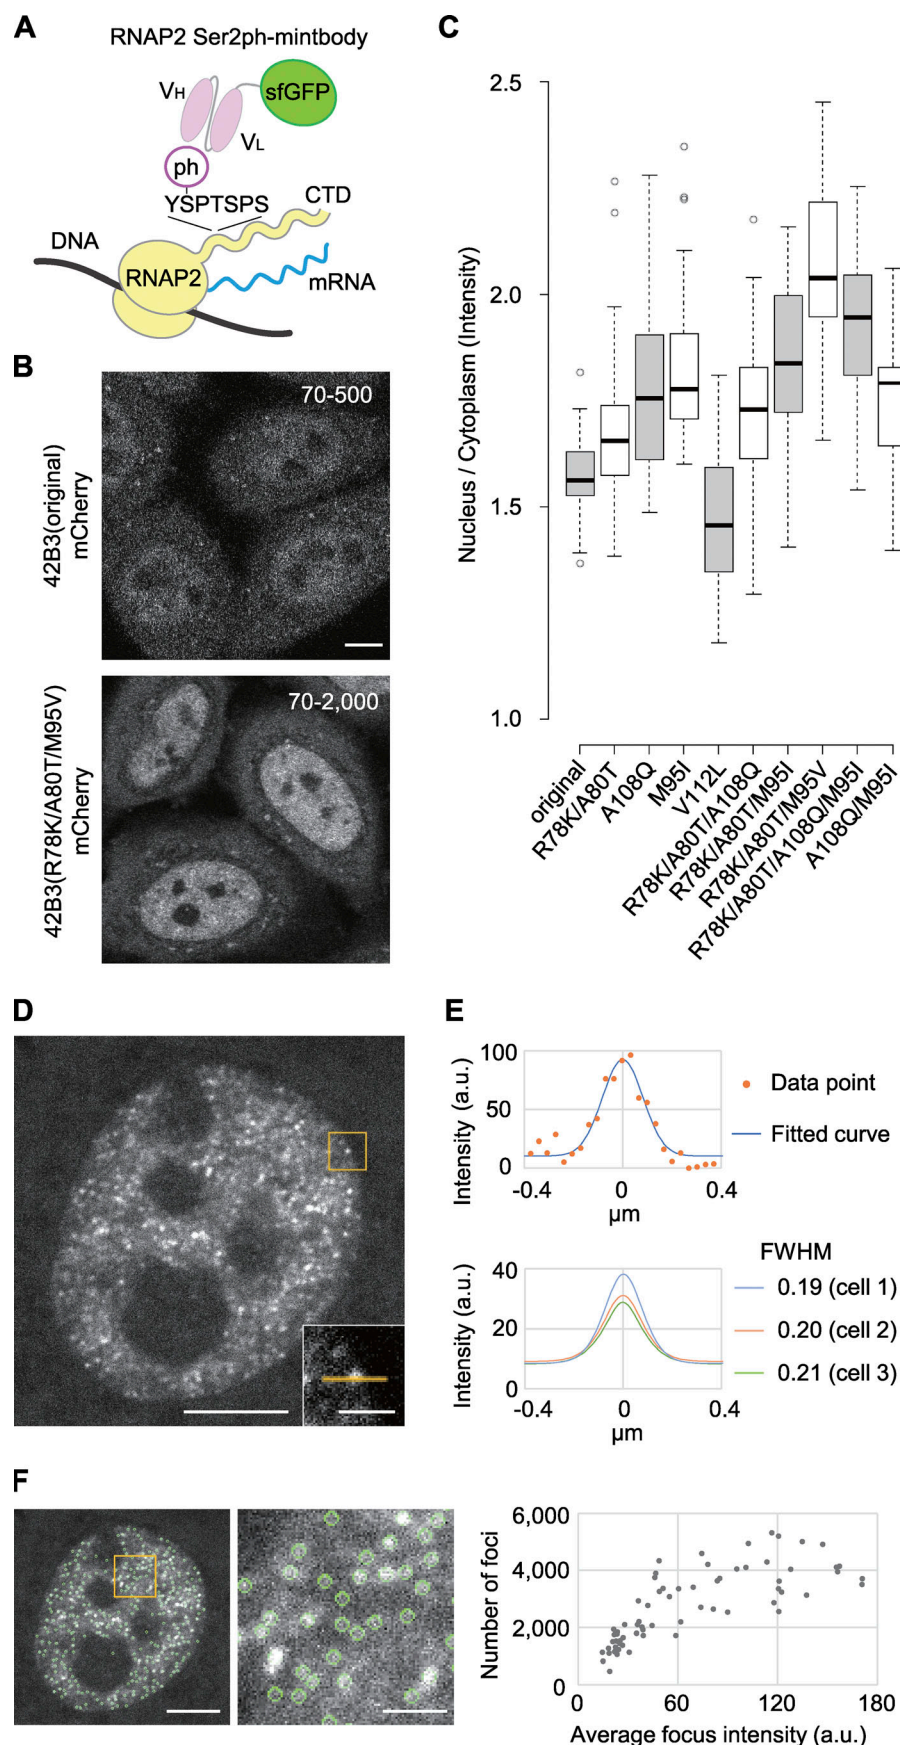 A
RNAP2 Ser2ph-mintbody
VH
sfGFP
VL
ph
YSPTSPS
CTD
DNA
RNAP2
mRNA
B
70-500
42B3(original)
mCherry
70-2,000
42B3(R78K/A80T/M95V)
mCherry
C
Nucleus / Cytoplasm (Intensity)
2.5
2.0
1.5
1.0
original
R78K/A80T
A108Q
M95I
V112L
R78K/A80T/A108Q
R78K/A80T/M95I
R78K/A80T/M95V
R78K/A80T/A108Q/M95I
A108Q/M95I
D
E
Intensity (a.u.)
100
50
0
-0.4 0 0.4
µm
Data point
Fitted curve
Intensity (a.u.)
40
20
0
-0.4 0 0.4
µm
FWHM
0.19 (cell 1)
0.20 (cell 2)
0.21 (cell 3)
F
Number of foci
6,000
4,000
2,000
0
0 60 120 180
Average focus intensity (a.u.)